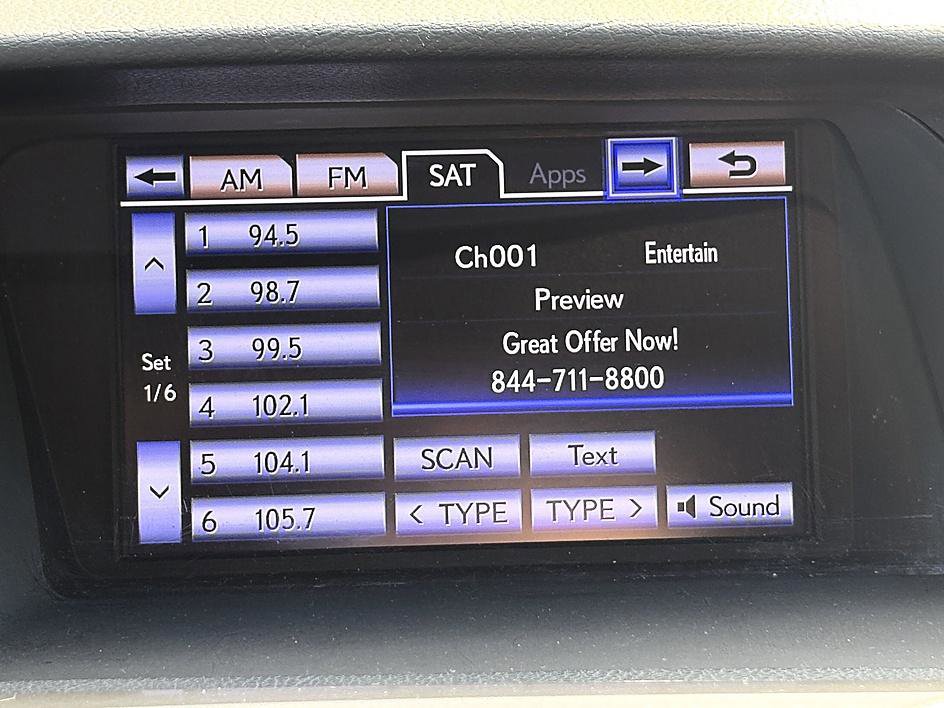 AM FM SAT Apps
1 94.5
2 98.7
3 99.5
4 102.1
5 104.1
6 105.7
Set
1/6
Ch001 Entertain
Preview
Great Offer Now!
844-711-8800
SCAN Text
< TYPE TYPE > Sound